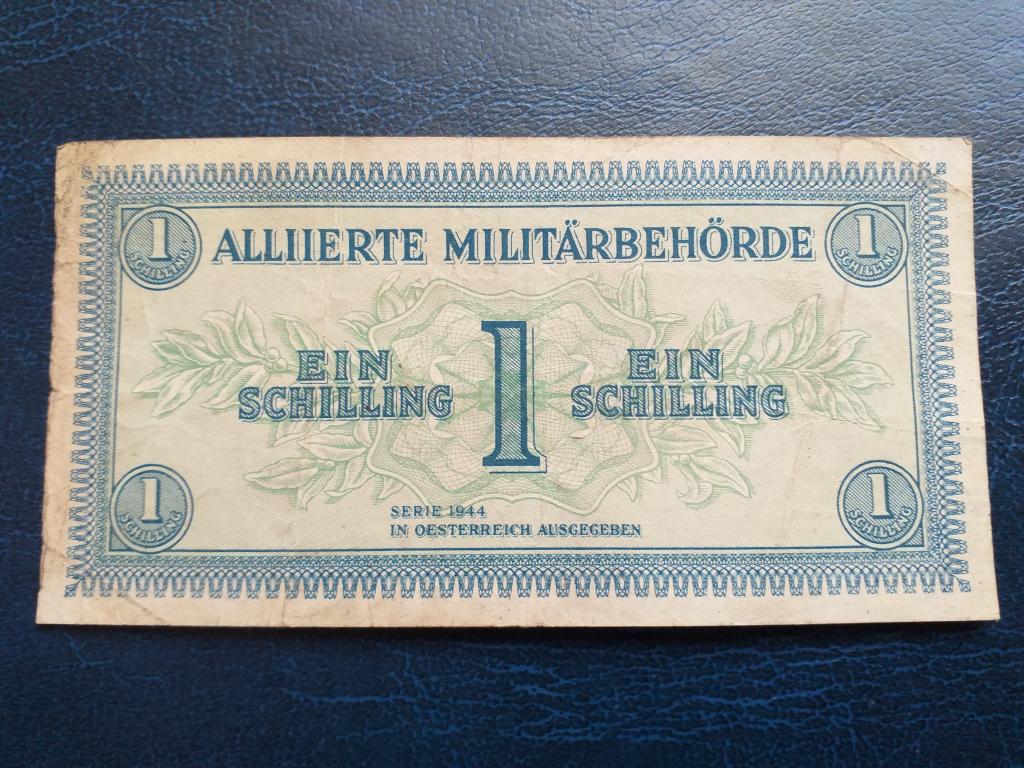 1
SCHILLING
ALLIIERTE MILITÄRBEHÖRDE
1
SCHILLING
EIN
SCHILLING
1
EIN
SCHILLING
1
SCHILLING
SERIE 1944
IN OESTERREICH AUSGEGEBEN
1
SCHILLING